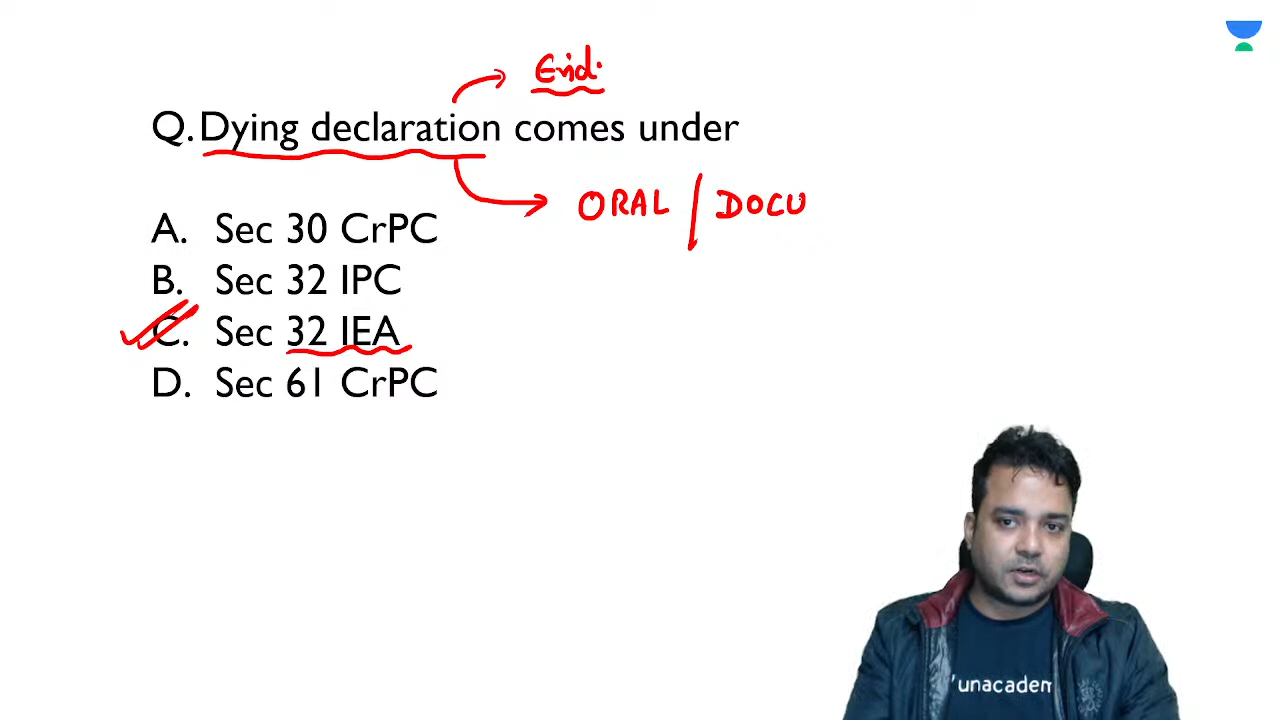 Evid.
Q. Dying declaration comes under
ORAL / DOCU
A. Sec 30 CrPC
B. Sec 32 IPC
C. Sec 32 IEA
D. Sec 61 CrPC
unacadem